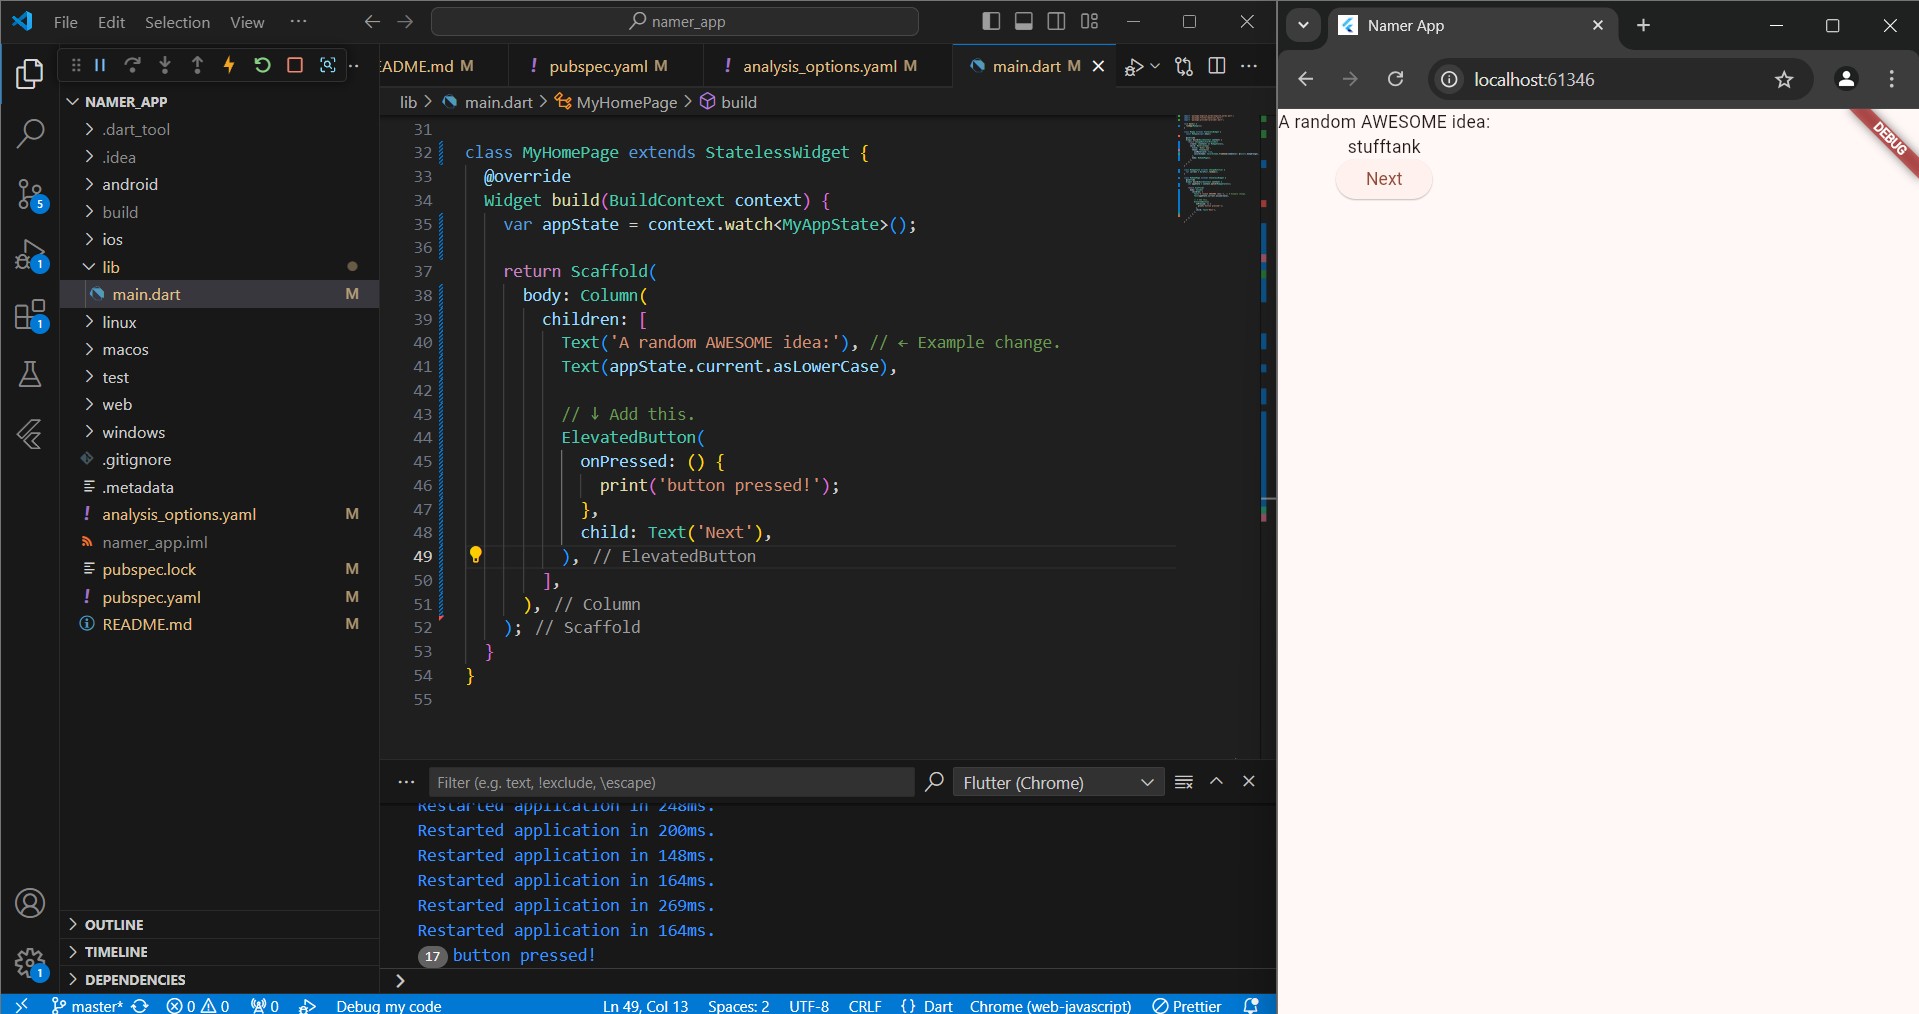 File Edit Selection View ···
namer_app
EADME.md M
! pubspec.yaml M
! analysis_options.yaml M
main.dart M
lib > main.dart > MyHomePage > build
NAMER_APP
.dart_tool
.idea
android
build
ios
lib
main.dart M
linux
macos
test
web
windows
.gitignore
.metadata
! analysis_options.yaml M
namer_app.iml
pubspec.lock M
! pubspec.yaml M
README.md M
OUTLINE
TIMELINE
DEPENDENCIES
5
1
1
1
31
32 class MyHomePage extends StatelessWidget {
33 @override
34 Widget build(BuildContext context) {
35 var appState = context.watch<MyAppState>();
36
37 return Scaffold(
38 body: Column(
39 children: [
40 Text('A random AWESOME idea:'), // ← Example change.
41 Text(appState.current.asLowerCase),
42
43 // ↓ Add this.
44 ElevatedButton(
45 onPressed: () {
46 print('button pressed!');
47 },
48 child: Text('Next'),
49 ), // ElevatedButton
50 ],
51 ), // Column
52 ); // Scaffold
53 }
54 }
55
··· Filter (e.g. text, !exclude, \escape) Flutter (Chrome)
Restarted application in 248ms.
Restarted application in 200ms.
Restarted application in 148ms.
Restarted application in 164ms.
Restarted application in 269ms.
Restarted application in 164ms.
17 button pressed!
>
master* 0 0 0 Debug my code Ln 49, Col 13 Spaces: 2 UTF-8 CRLF {} Dart Chrome (web-javascript) Prettier
Namer App
localhost:61346
A random AWESOME idea:
stufftank
Next
DEBUG